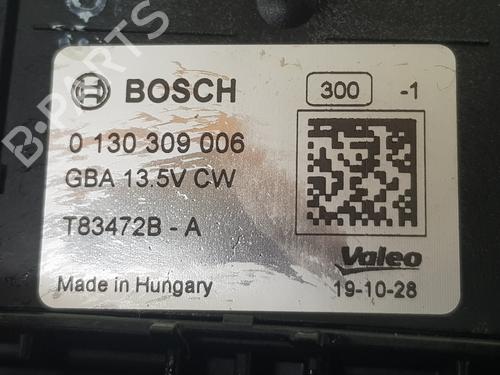 BOSCH
300 -1
0 130 309 006
GBA 13.5V CW
T83472B - A
Valeo
Made in Hungary
19-10-28
B-PARTS